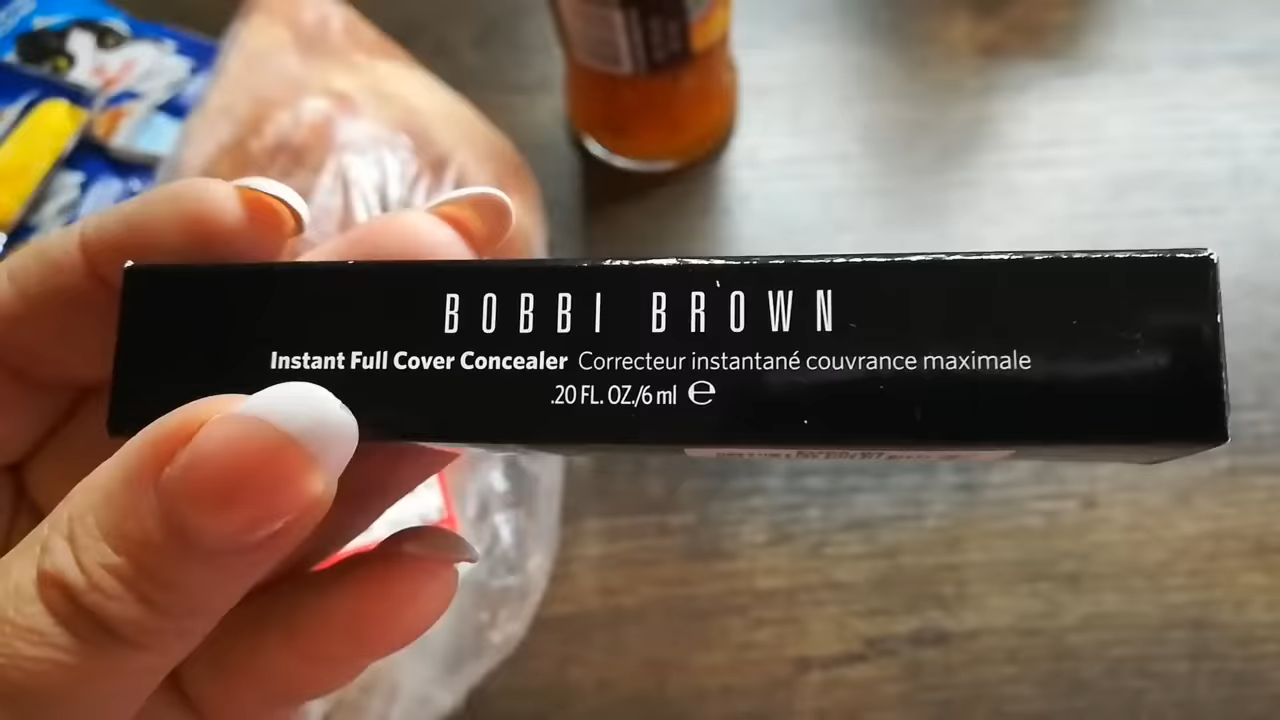 BOBBI BROWN
Instant Full Cover Concealer Correcteur instantané couvrance maximale
.20 FL. OZ./6 ml ℮